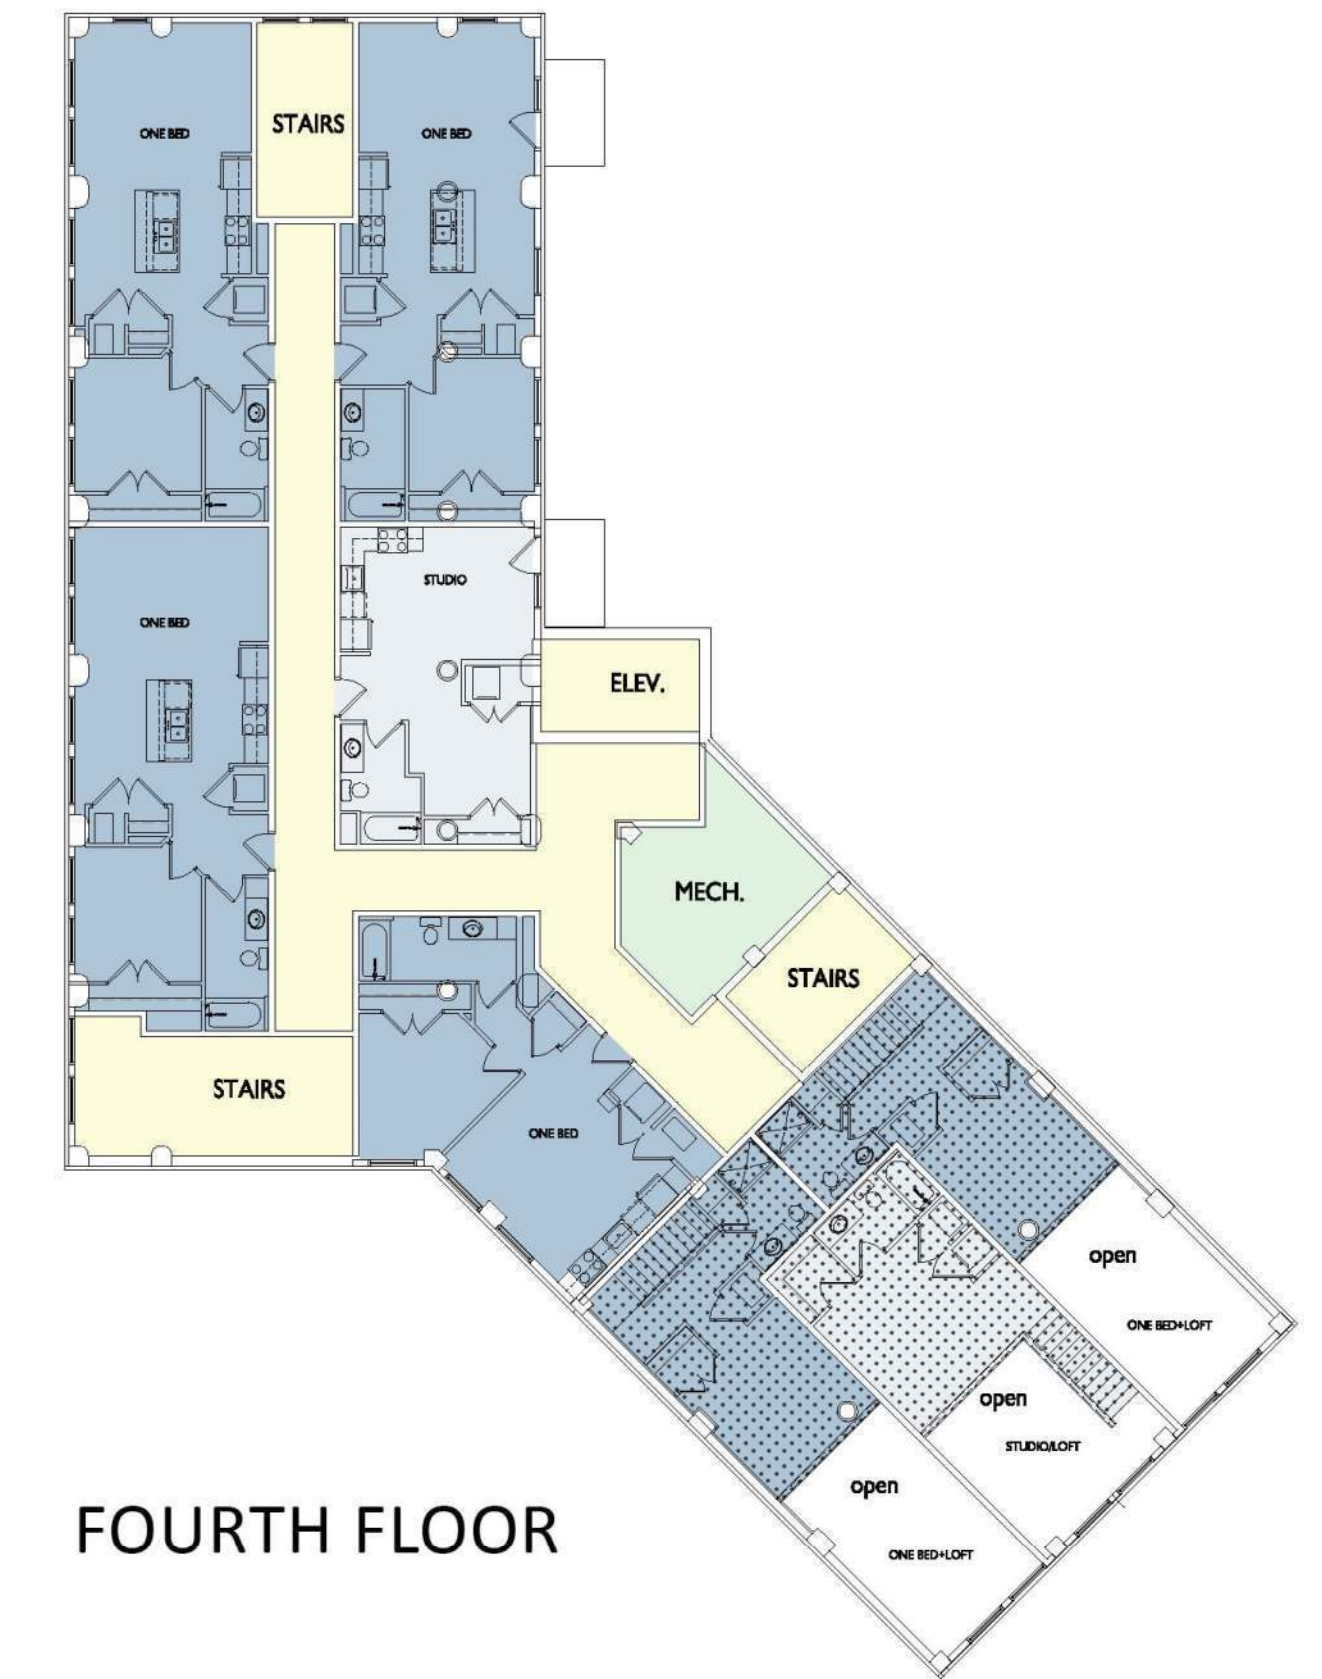 STAIRS
ONE BED
ONE BED
STUDIO
ONE BED
ELEV.
MECH.
STAIRS
STAIRS
ONE BED
open
ONE BED+LOFT
open
STUDIO/LOFT
open
ONE BED+LOFT
FOURTH FLOOR